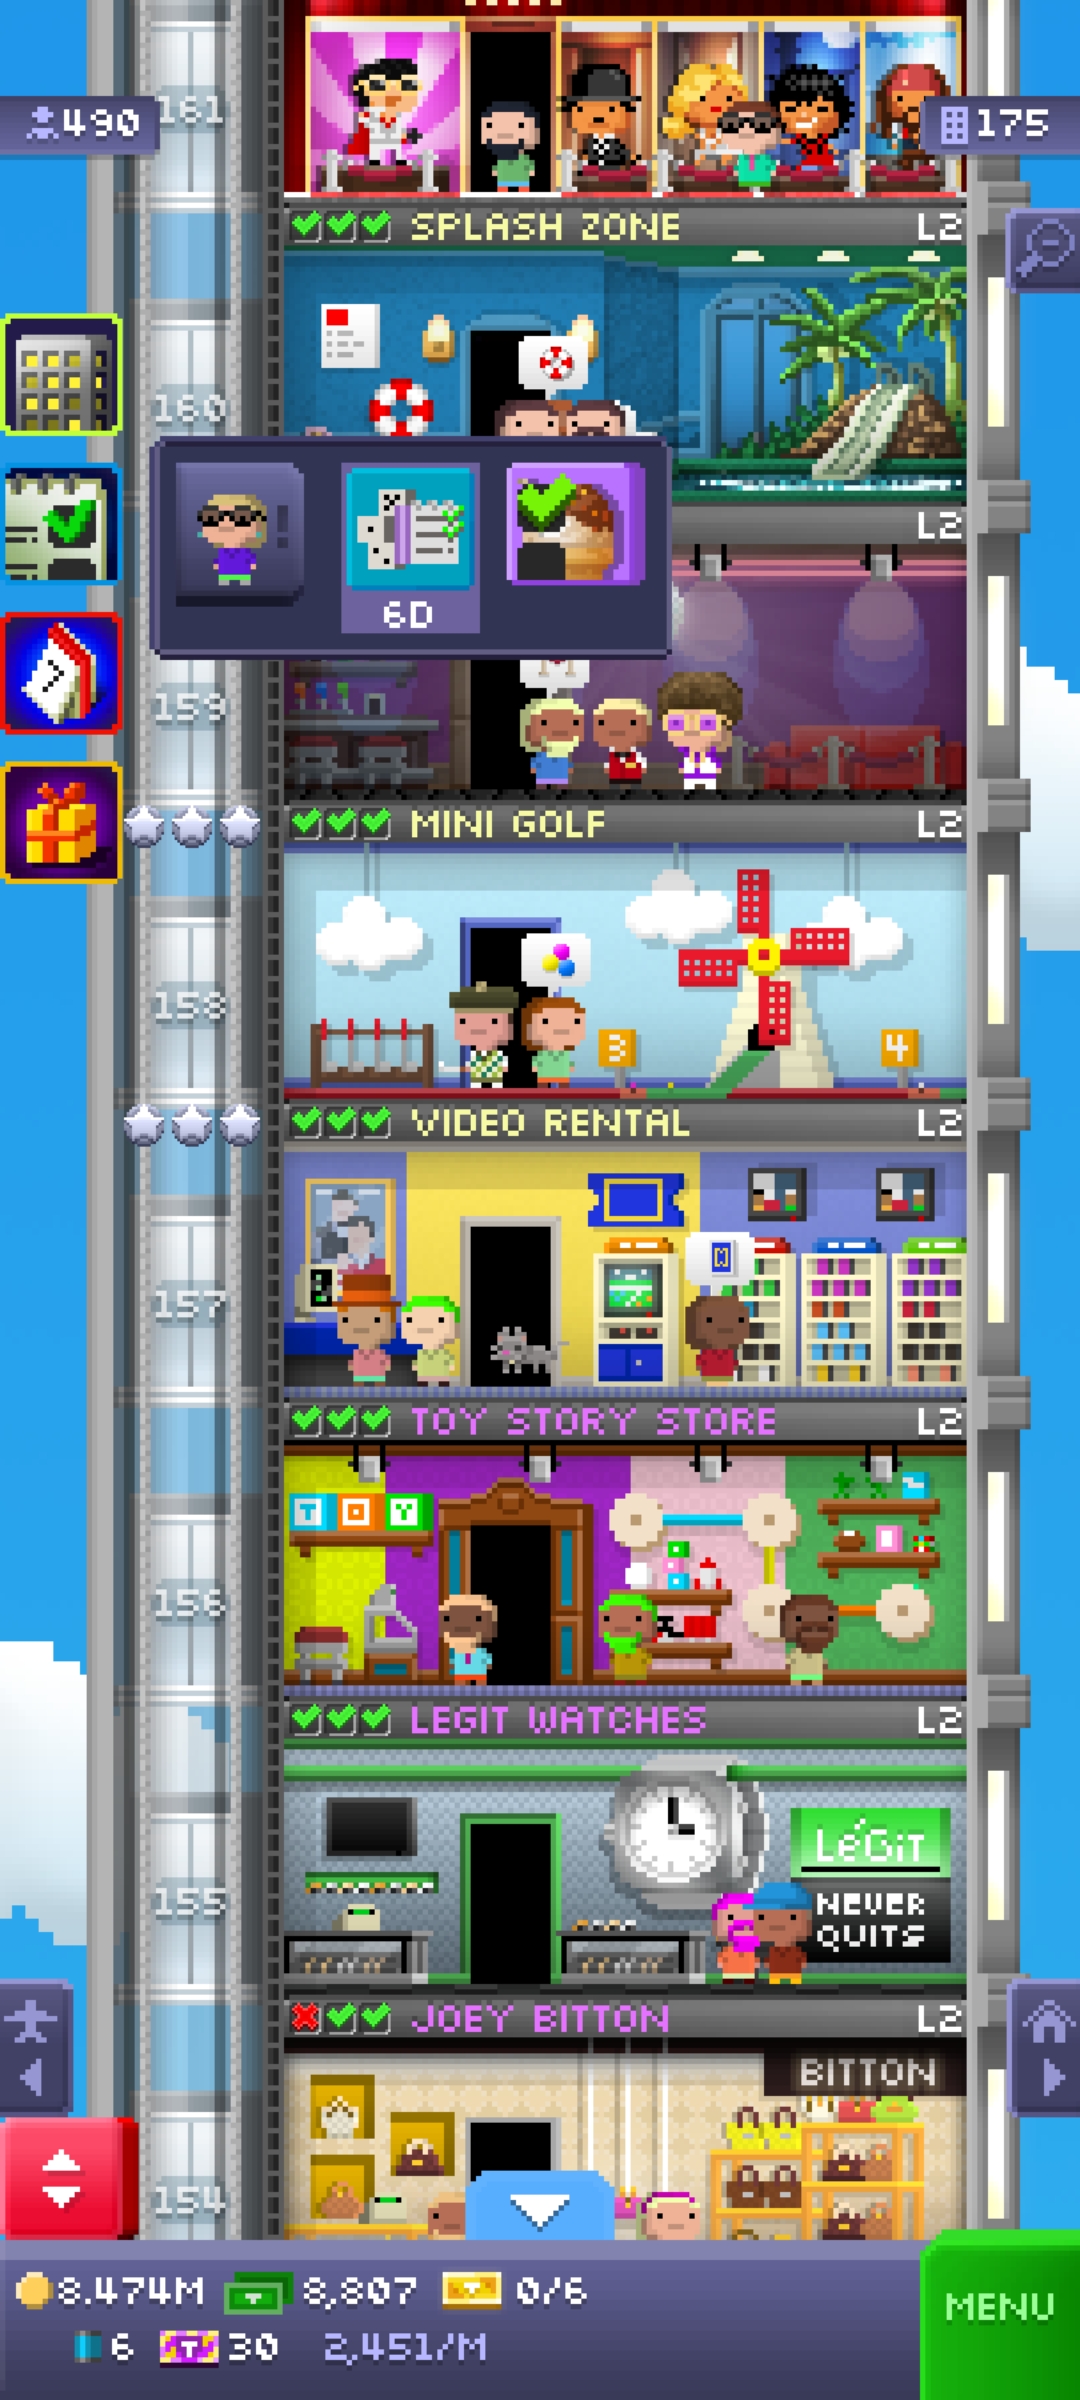 161
490
175
SPLASH ZONE L2
160
L2
6D
7
159
MINI GOLF L2
158
3
4
VIDEO RENTAL L2
157
TOY STORY STORE L2
T O Y
156
LEGIT WATCHES L2
LéGiT
NEVER
QUITS
155
JOEY BITTON L2
BITTON
154
8.474M 8,807 0/6
MENU
6 T 30 2,451/M